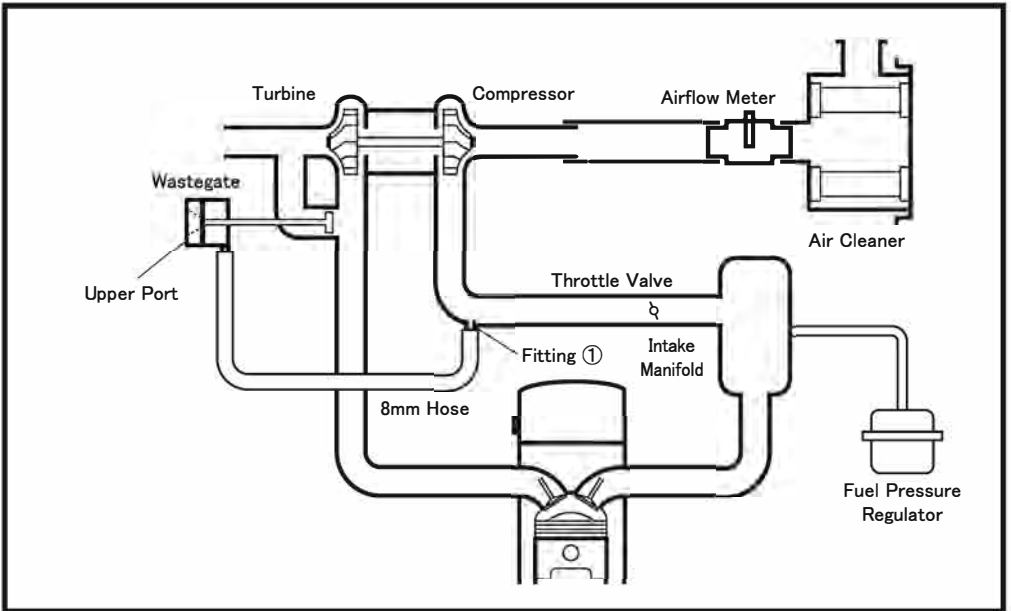 Turbine
Compressor
Airflow Meter
Wastegate
Air Cleaner
Upper Port
Throttle Valve
Fitting ①
Intake
Manifold
8mm Hose
Fuel Pressure
Regulator